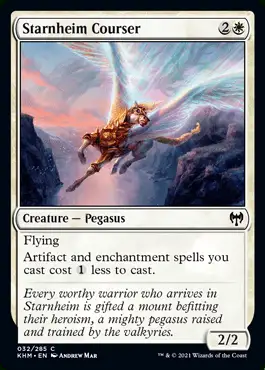 Starnheim Courser 2
Creature — Pegasus
Flying
Artifact and enchantment spells you
cast cost 1 less to cast.
Every worthy warrior who arrives in
Starnheim is gifted a mount befitting
their heroism, a mighty pegasus raised
and trained by the valkyries.
2/2
032/285 C
KHM • EN ANDREW MAR
™ & © 2021 Wizards of the Coast